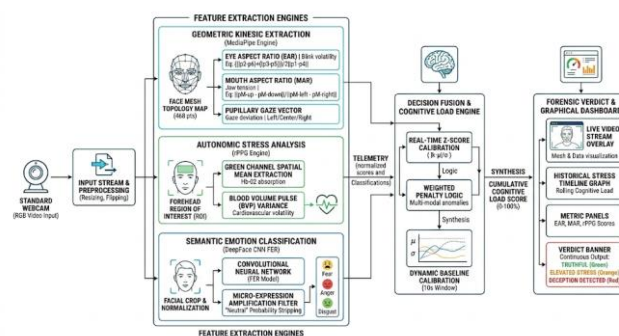 FEATURE EXTRACTION ENGINES
GEOMETRIC KINESIC EXTRACTION
(MediaPipe Engine)
FACE MESH
TOPOLOGY MAP
(468 pts)
EYE ASPECT RATIO (EAR) | Blink volatility
MOUTH ASPECT RATIO (MAR)
Jaw tension |
PUPILLARY GAZE VECTOR
Gaze deviation | Left/Center/Right
AUTONOMIC STRESS ANALYSIS
(rPPG Engine)
FOREHEAD
REGION OF
INTEREST (ROI)
GREEN CHANNEL SPATIAL
MEAN EXTRACTION
Hb-02 absorption
BLOOD VOLUME PULSE
(BVP) VARIANCE
Cardiovascular volatility
SEMANTIC EMOTION CLASSIFICATION
(DeepFace CNN FER)
FACIAL CROP &
NORMALIZATION
CONVOLUTIONAL
NEURAL NETWORK
(FER Model)
MICRO-EXPRESSION
AMPLIFICATION FILTER
"Neutral" Probability Stripping
Fear
Anger
Disgust
FEATURE EXTRACTION ENGINES
STANDARD
WEBCAM
(RGB Video Input)
INPUT STREAM &
PREPROCESSING
(Resizing, Flipping)
TELEMETRY
(normalized
scores and
Classifications)
DECISION FUSION &
COGNITIVE LOAD ENGINE
REAL-TIME Z-SCORE
CALIBRATION
Logic
WEIGHTED
PENALTY LOGIC
Multi-modal anomalies
Synthesis
μ
σ
DYNAMIC BASELINE
CALIBRATION
(10s Window)
SYNTHESIS
CUMULATIVE
COGNITIVE
LOAD SCORE
(0-100%)
FORENSIC VERDICT &
GRAPHICAL DASHBOARD
LIVE VIDEO
STREAM
OVERLAY
Mesh & Data visualization
HISTORICAL STRESS
TIMELINE GRAPH
Rolling Cognitive Load
METRIC PANELS
EAR, MAR, rPPG Scores
VERDICT BANNER
Continuous Output:
TRUTHFUL (Green)
ELEVATED STRESS (Orange)
DECEPTION DETECTED (Red)